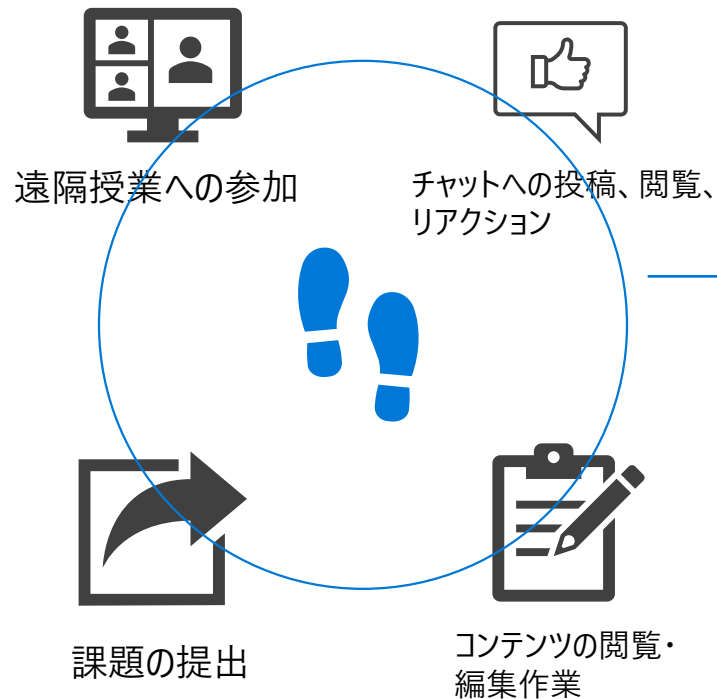 遠隔授業への参加
チャットへの投稿、閲覧、
リアクション
課題の提出
コンテンツの閲覧・
編集作業